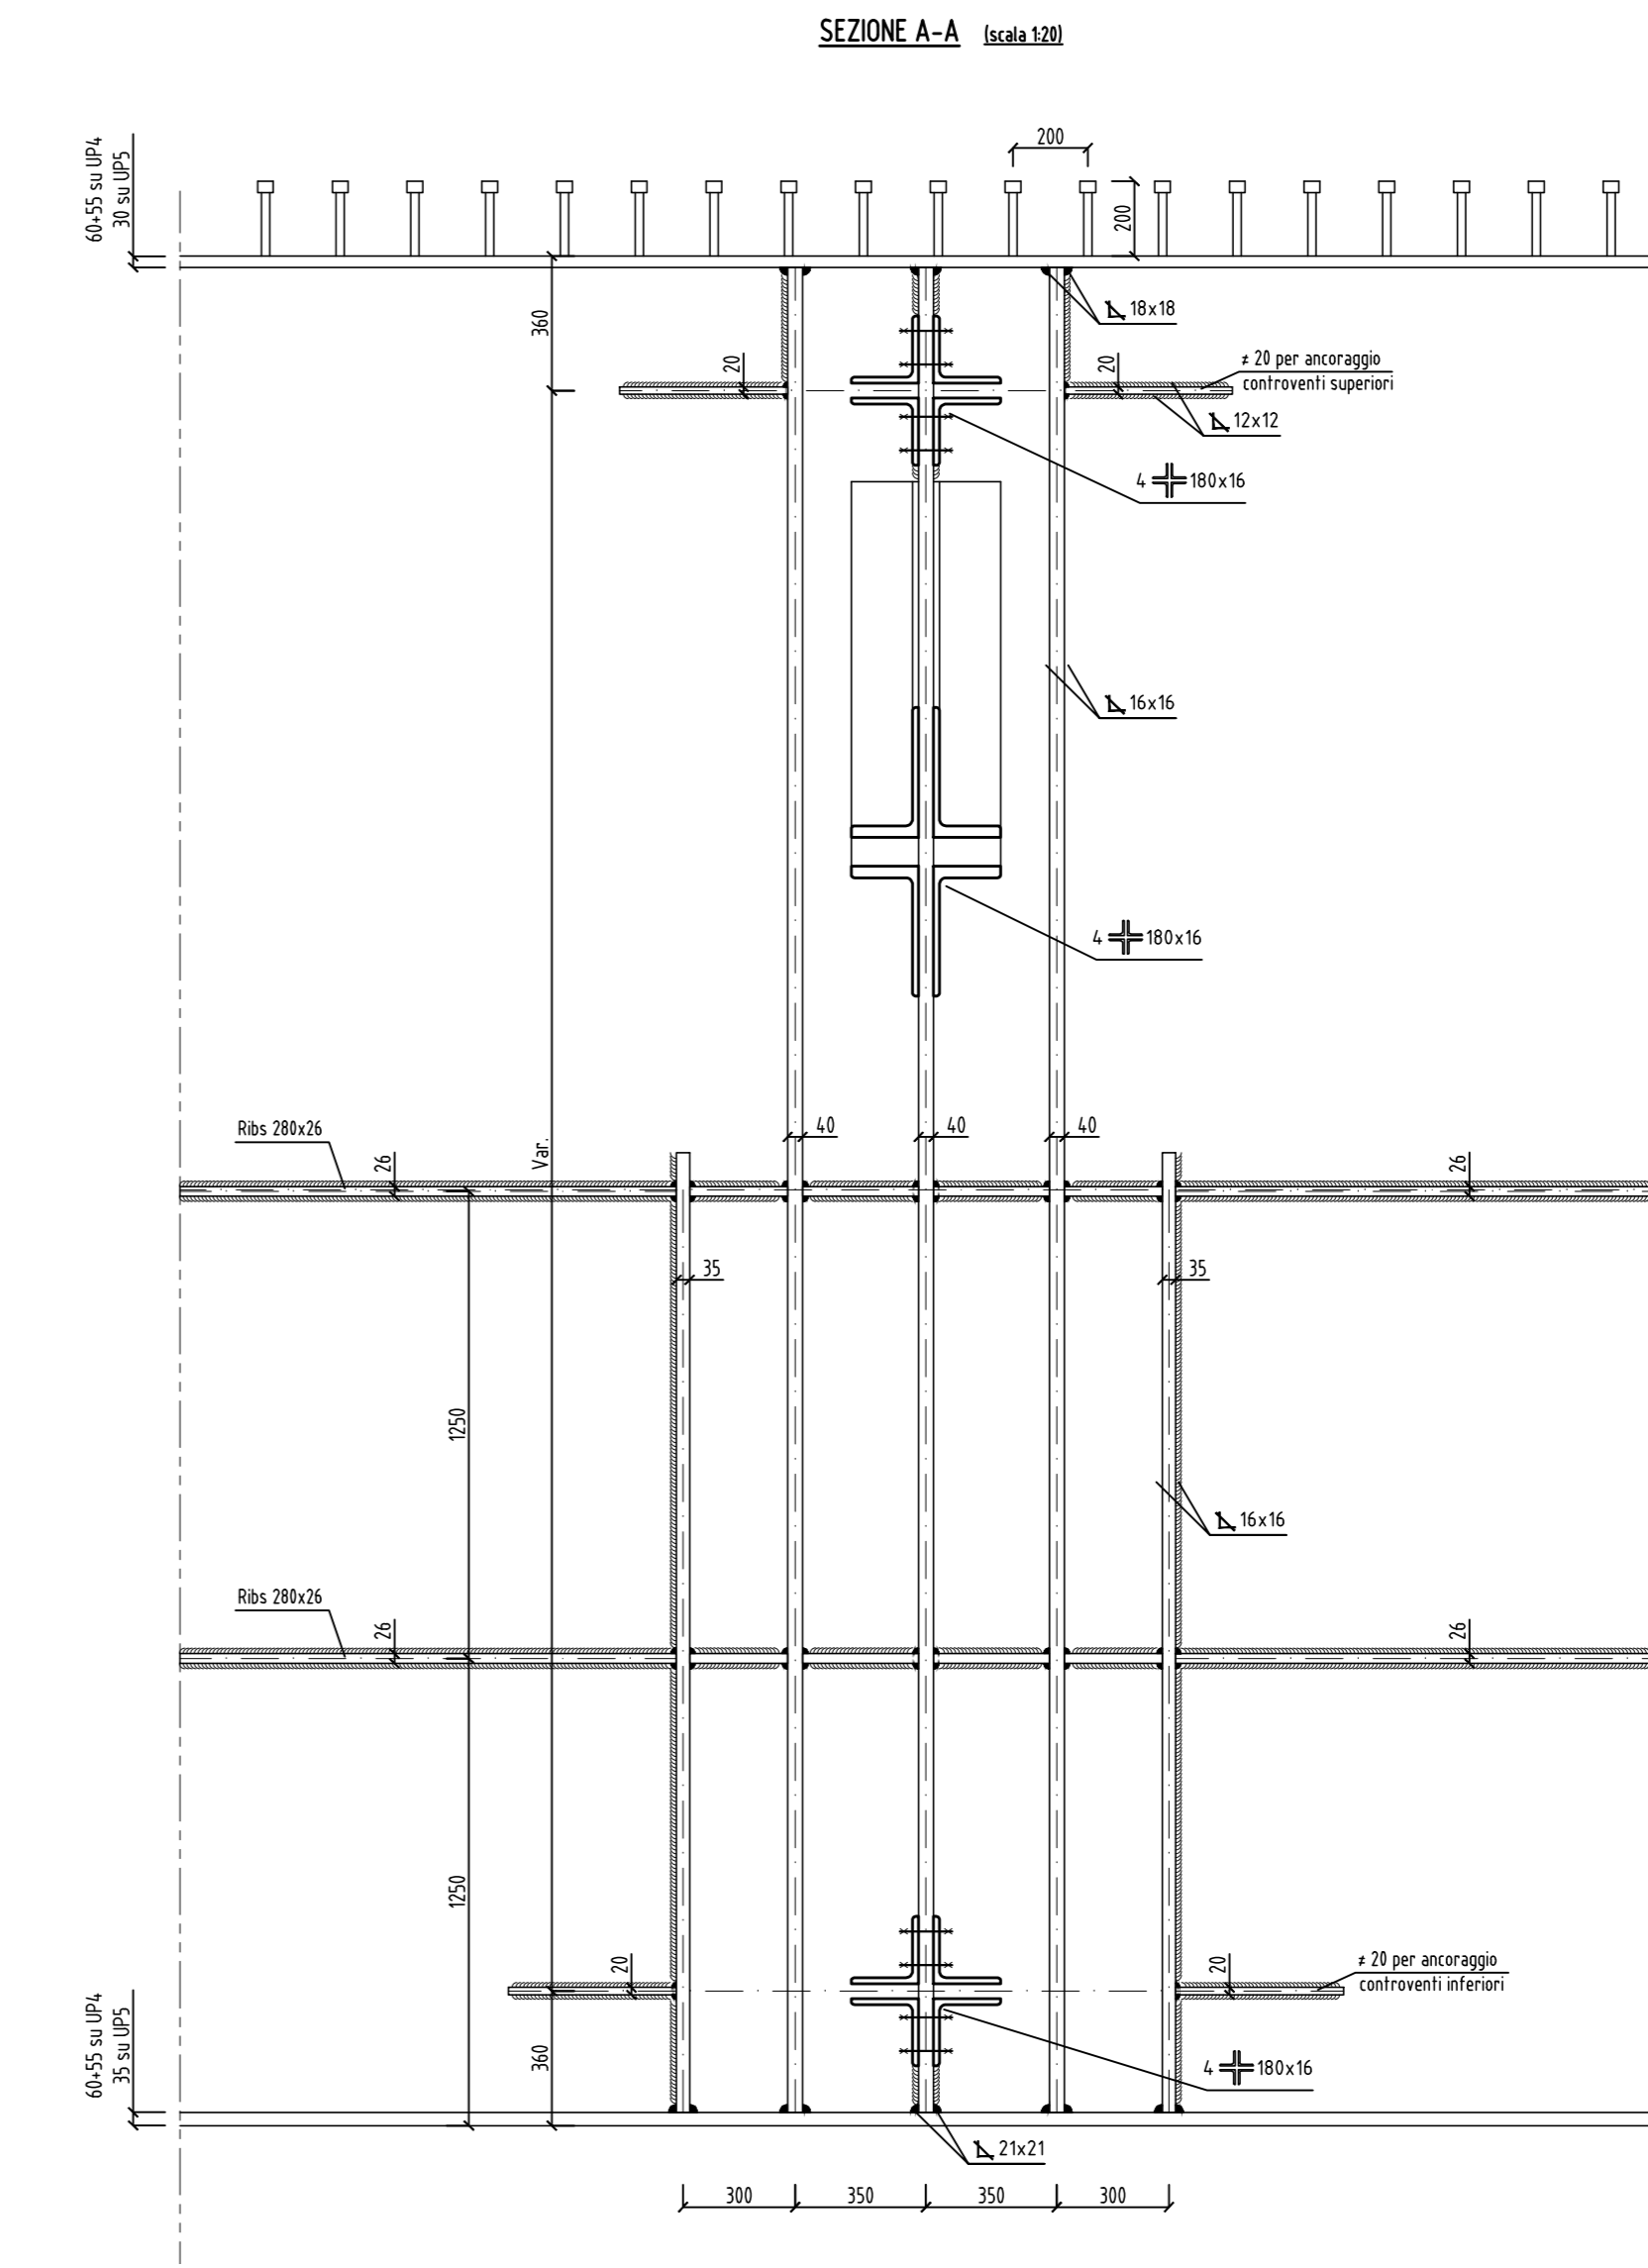 SEZIONE A-A (scala 1:20)
60+55 su UP4
30 su UP5
200
200
360
18x18
20
20
≠ 20 per ancoraggio
controventi superiori
12x12
4 180x16
16x16
4 180x16
40
40
40
Ribs 280x26
26
Var.
26
35
35
1250
16x16
Ribs 280x26
26
26
1250
20
20
≠ 20 per ancoraggio
controventi inferiori
60+55 su UP4
35 su UP5
360
4 180x16
21x21
300
350
350
300